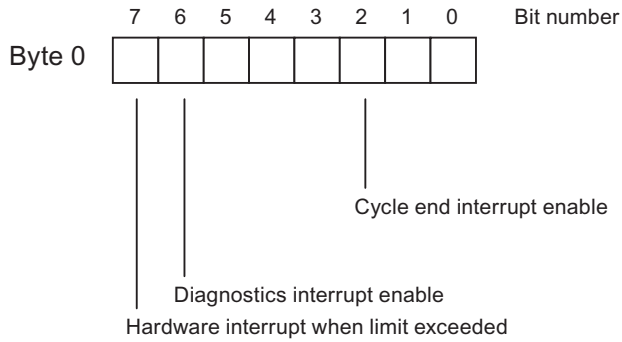 7 6 5 4 3 2 1 0 Bit number
Byte 0
Cycle end interrupt enable
Diagnostics interrupt enable
Hardware interrupt when limit exceeded